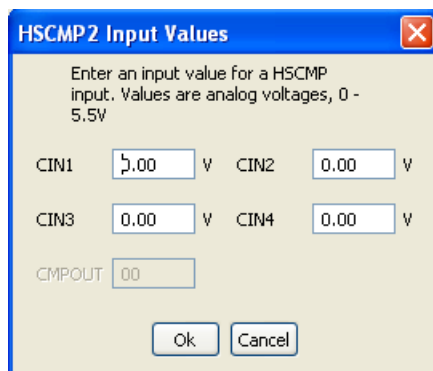 HSCMP2 Input Values
Enter an input value for a HSCMP
input. Values are analog voltages, 0 -
5.5V
CIN1 .00 V CIN2 0.00 V
CIN3 0.00 V CIN4 0.00 V
CMPOUT 00
Ok Cancel